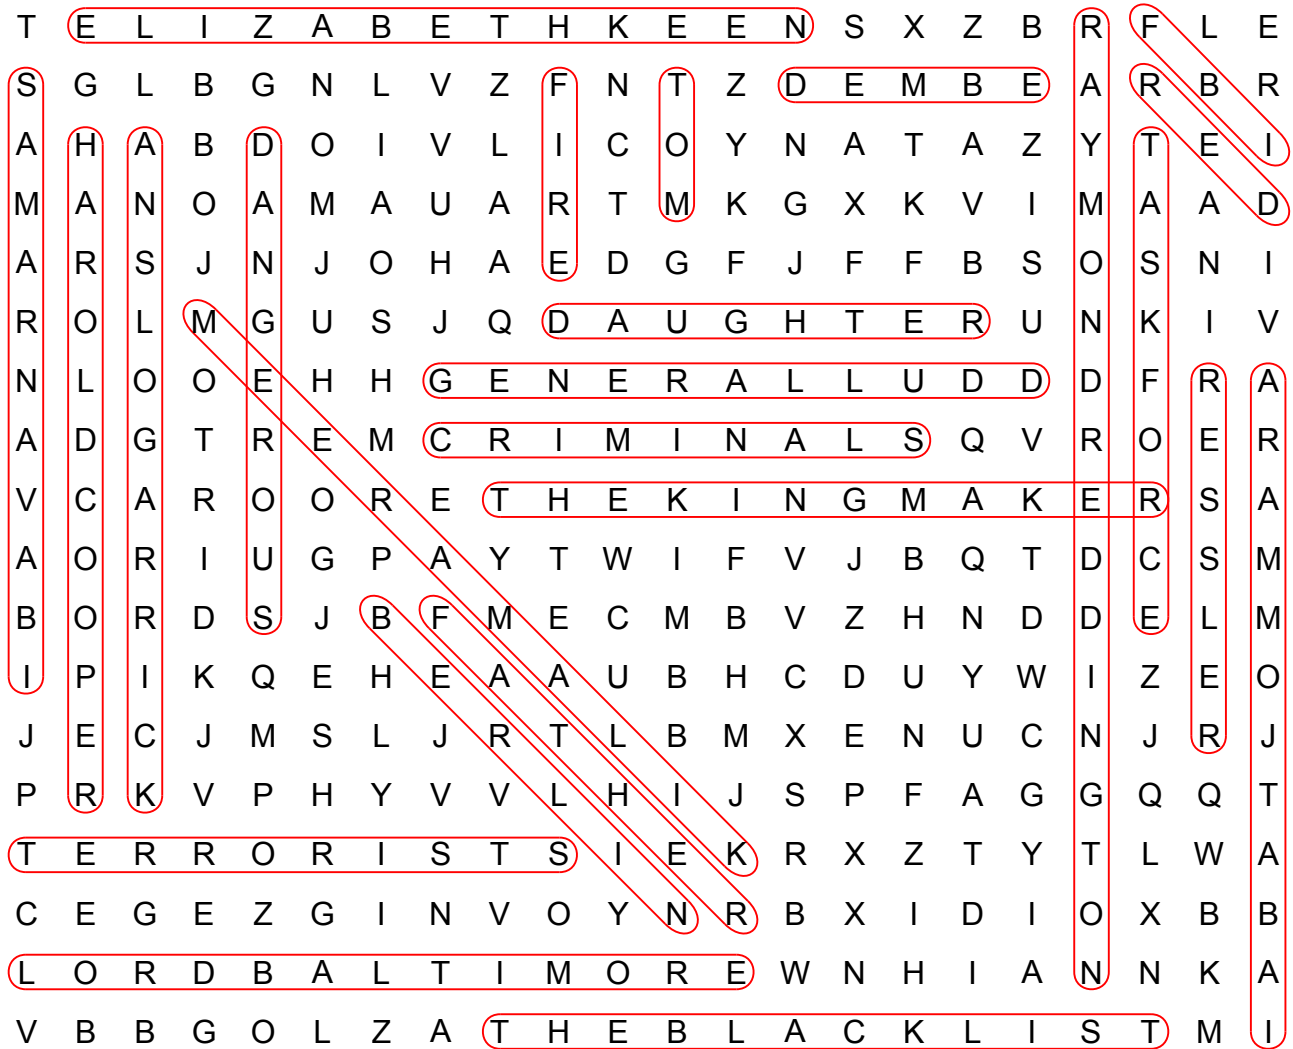 T E L I Z A B E T H K E E N S X Z B R F L E
S G L B G N L V Z F N T Z D E M B E A R B R
A H A B D O I V L I C O Y N A T A Z Y T E I
M A N O A M A U A R T M K G X K V I M A A D
A R S J N J O H A E D G F J F F B S O S N I
R O L M G U S J Q D A U G H T E R U N K I V
N L O O E H H G E N E R A L L U D D D F R A
A D G T R E M C R I M I N A L S Q V R O E R
V C A R O O R E T H E K I N G M A K E R S A
A O R I U G P A Y T W I F V J B Q T D C S M
B O R D S J B F M E C M B V Z H N D D E L M
I P I K Q E H E A A U B H C D U Y W I Z E O
J E C J M S L J R T L B M X E N U C N J R J
P R K V P H Y V V L H I J S P F A G G Q Q T
T E R R O R I S T S I E K R X Z T Y T L W A
C E G E Z G I N V O Y N R B X I D I O X B B
L O R D B A L T I M O R E W N H I A N N K A
V B B G O L Z A T H E B L A C K L I S T M I